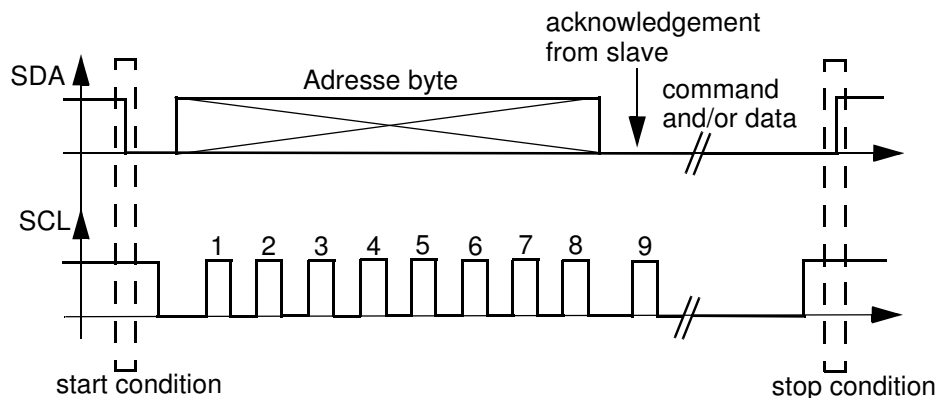 acknowledgement
from slave
SDA
Adresse byte
command
and/or data
SCL
1 2 3 4 5 6 7 8 9
start condition
stop condition